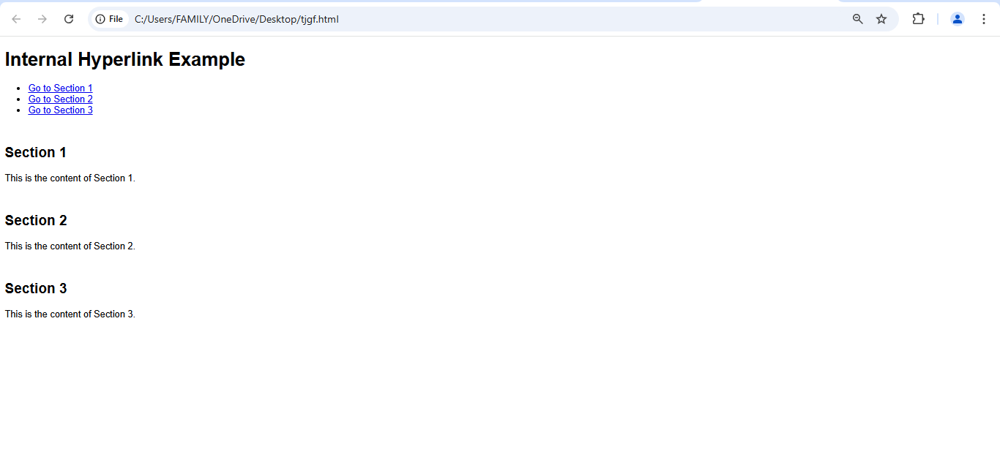 File C:/Users/FAMILY/OneDrive/Desktop/tjgf.html
Internal Hyperlink Example
Go to Section 1
Go to Section 2
Go to Section 3
Section 1
This is the content of Section 1.
Section 2
This is the content of Section 2.
Section 3
This is the content of Section 3.